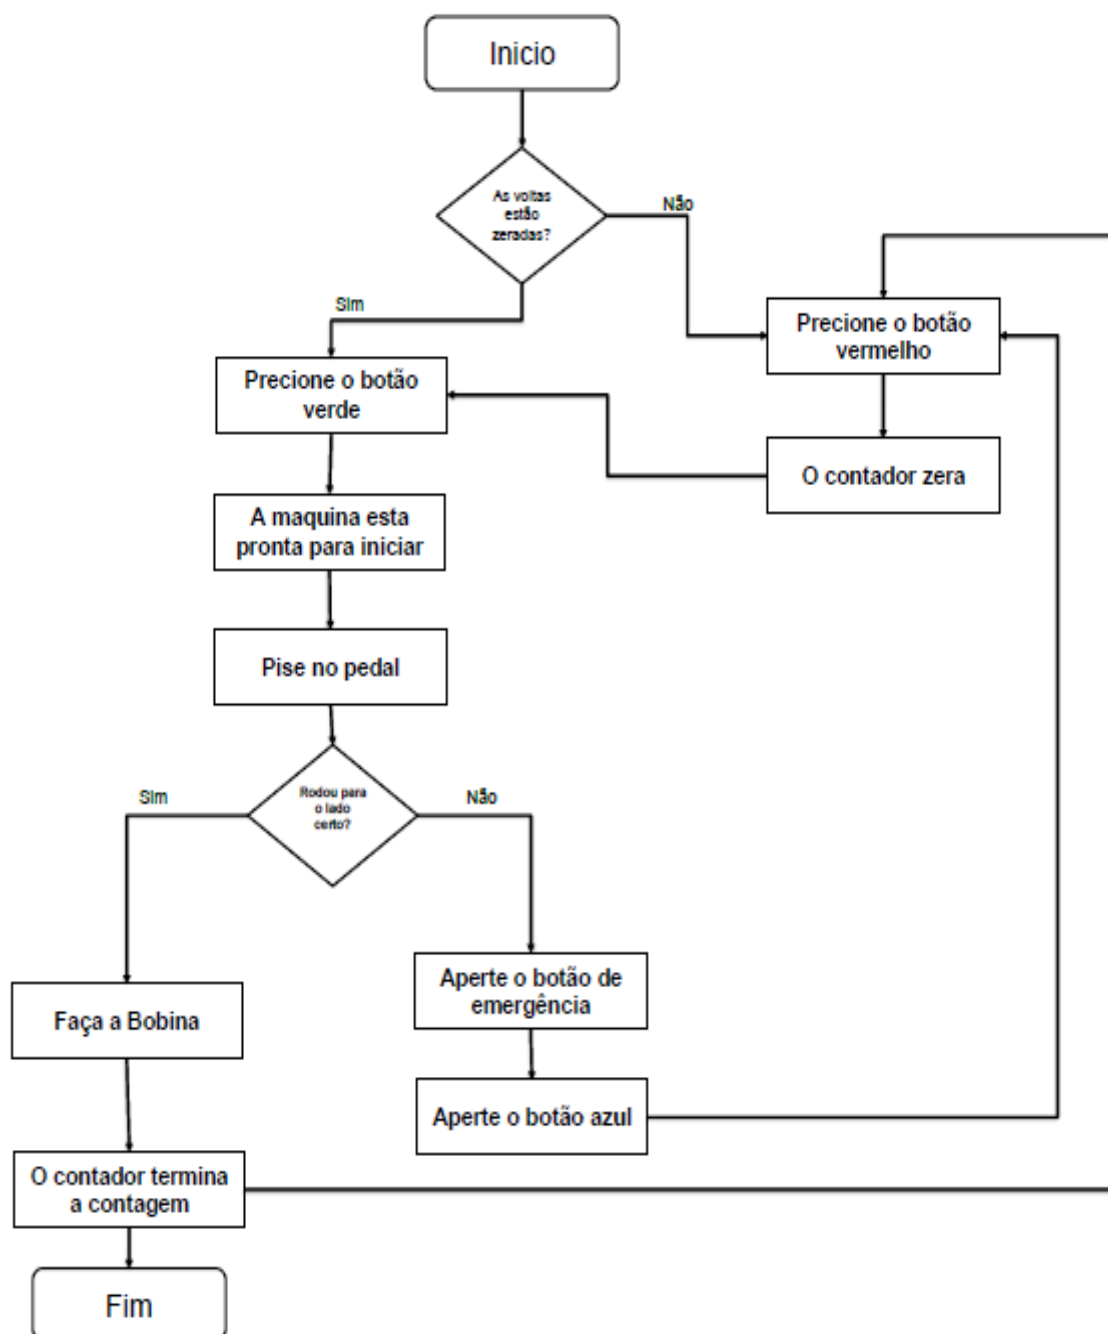 Inicio
As voltas
estão
zeradas?
Não
Sim
Precione o botão
vermelho
Precione o botão
verde
O contador zera
A maquina esta
pronta para iniciar
Pise no pedal
Sim
Rodou para
o lado
certo?
Não
Aperte o botão de
emergência
Faça a Bobina
Aperte o botão azul
O contador termina
a contagem
Fim